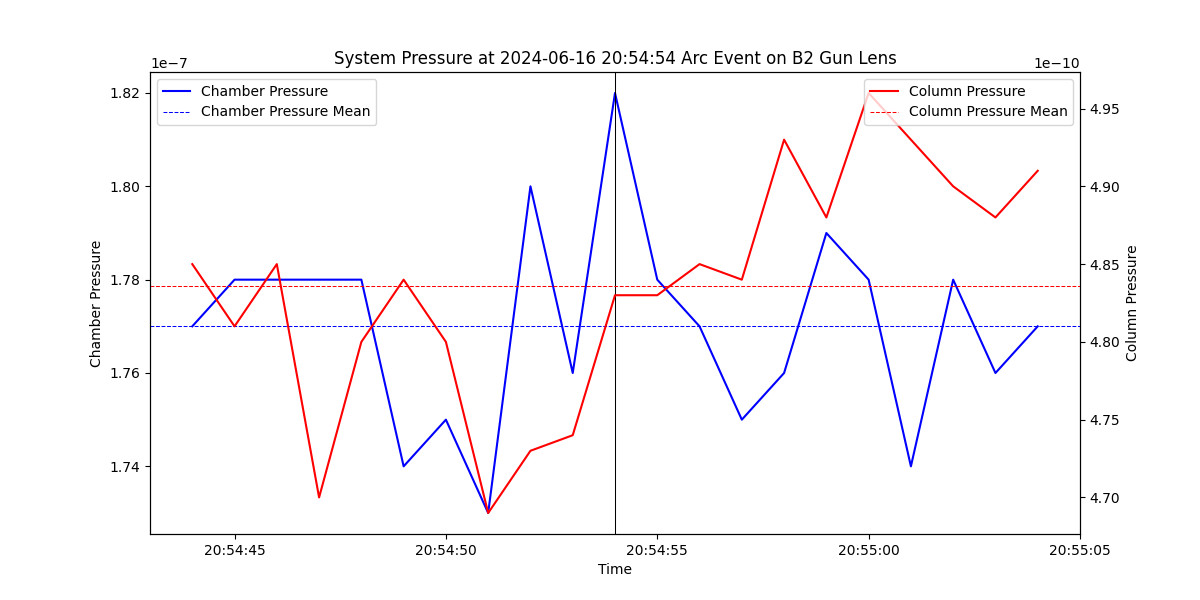 System Pressure at 2024-06-16 20:54:54 Arc Event on B2 Gun Lens
1e−7
1e−10
Chamber Pressure
Chamber Pressure Mean
Column Pressure
Column Pressure Mean
1.82
1.80
1.78
1.76
1.74
Chamber Pressure
4.95
4.90
4.85
4.80
4.75
4.70
Column Pressure
20:54:45
20:54:50
20:54:55
20:55:00
20:55:05
Time